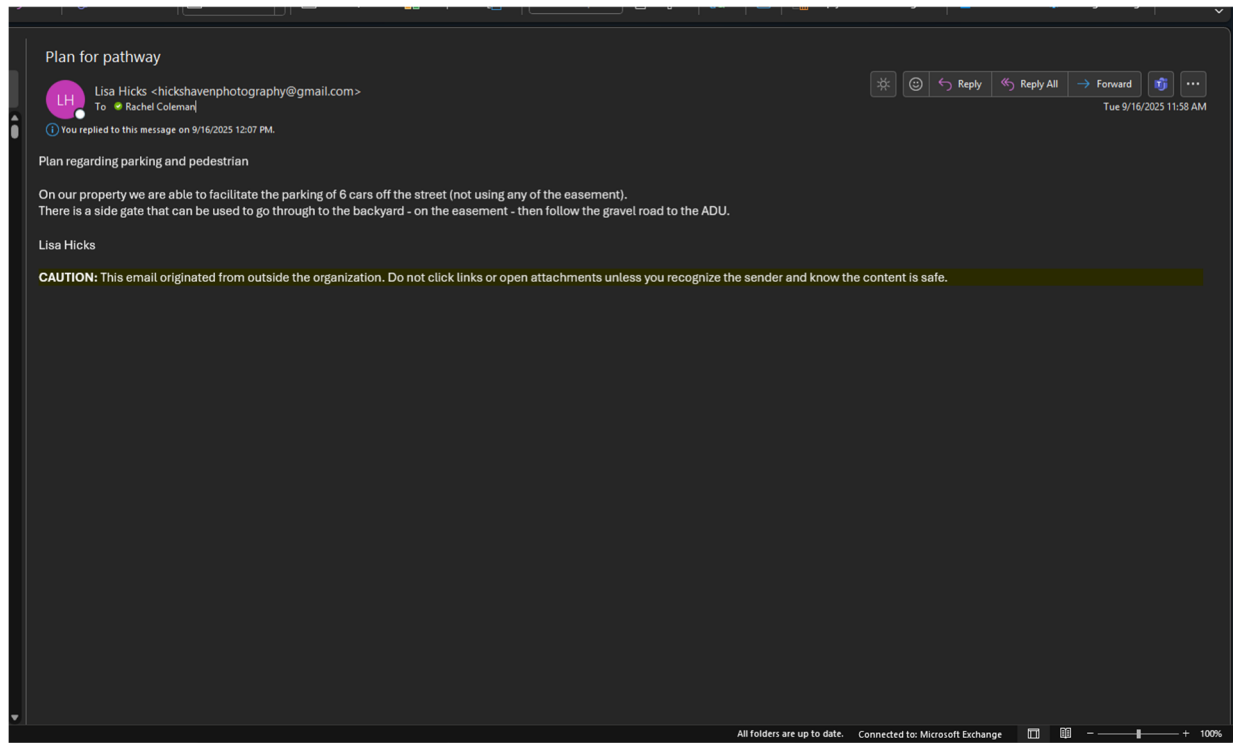 Plan for pathway
Lisa Hicks <hickshavenphotography@gmail.com>
LH
To Rachel Coleman
Reply
Reply All
Forward
Tue 9/16/2025 11:58 AM
You replied to this message on 9/16/2025 12:07 PM.
Plan regarding parking and pedestrian
On our property we are able to facilitate the parking of 6 cars off the street (not using any of the easement).
There is a side gate that can be used to go through to the backyard - on the easement - then follow the gravel road to the ADU.
Lisa Hicks
CAUTION: This email originated from outside the organization. Do not click links or open attachments unless you recognize the sender and know the content is safe.
All folders are up to date. Connected to: Microsoft Exchange
100%